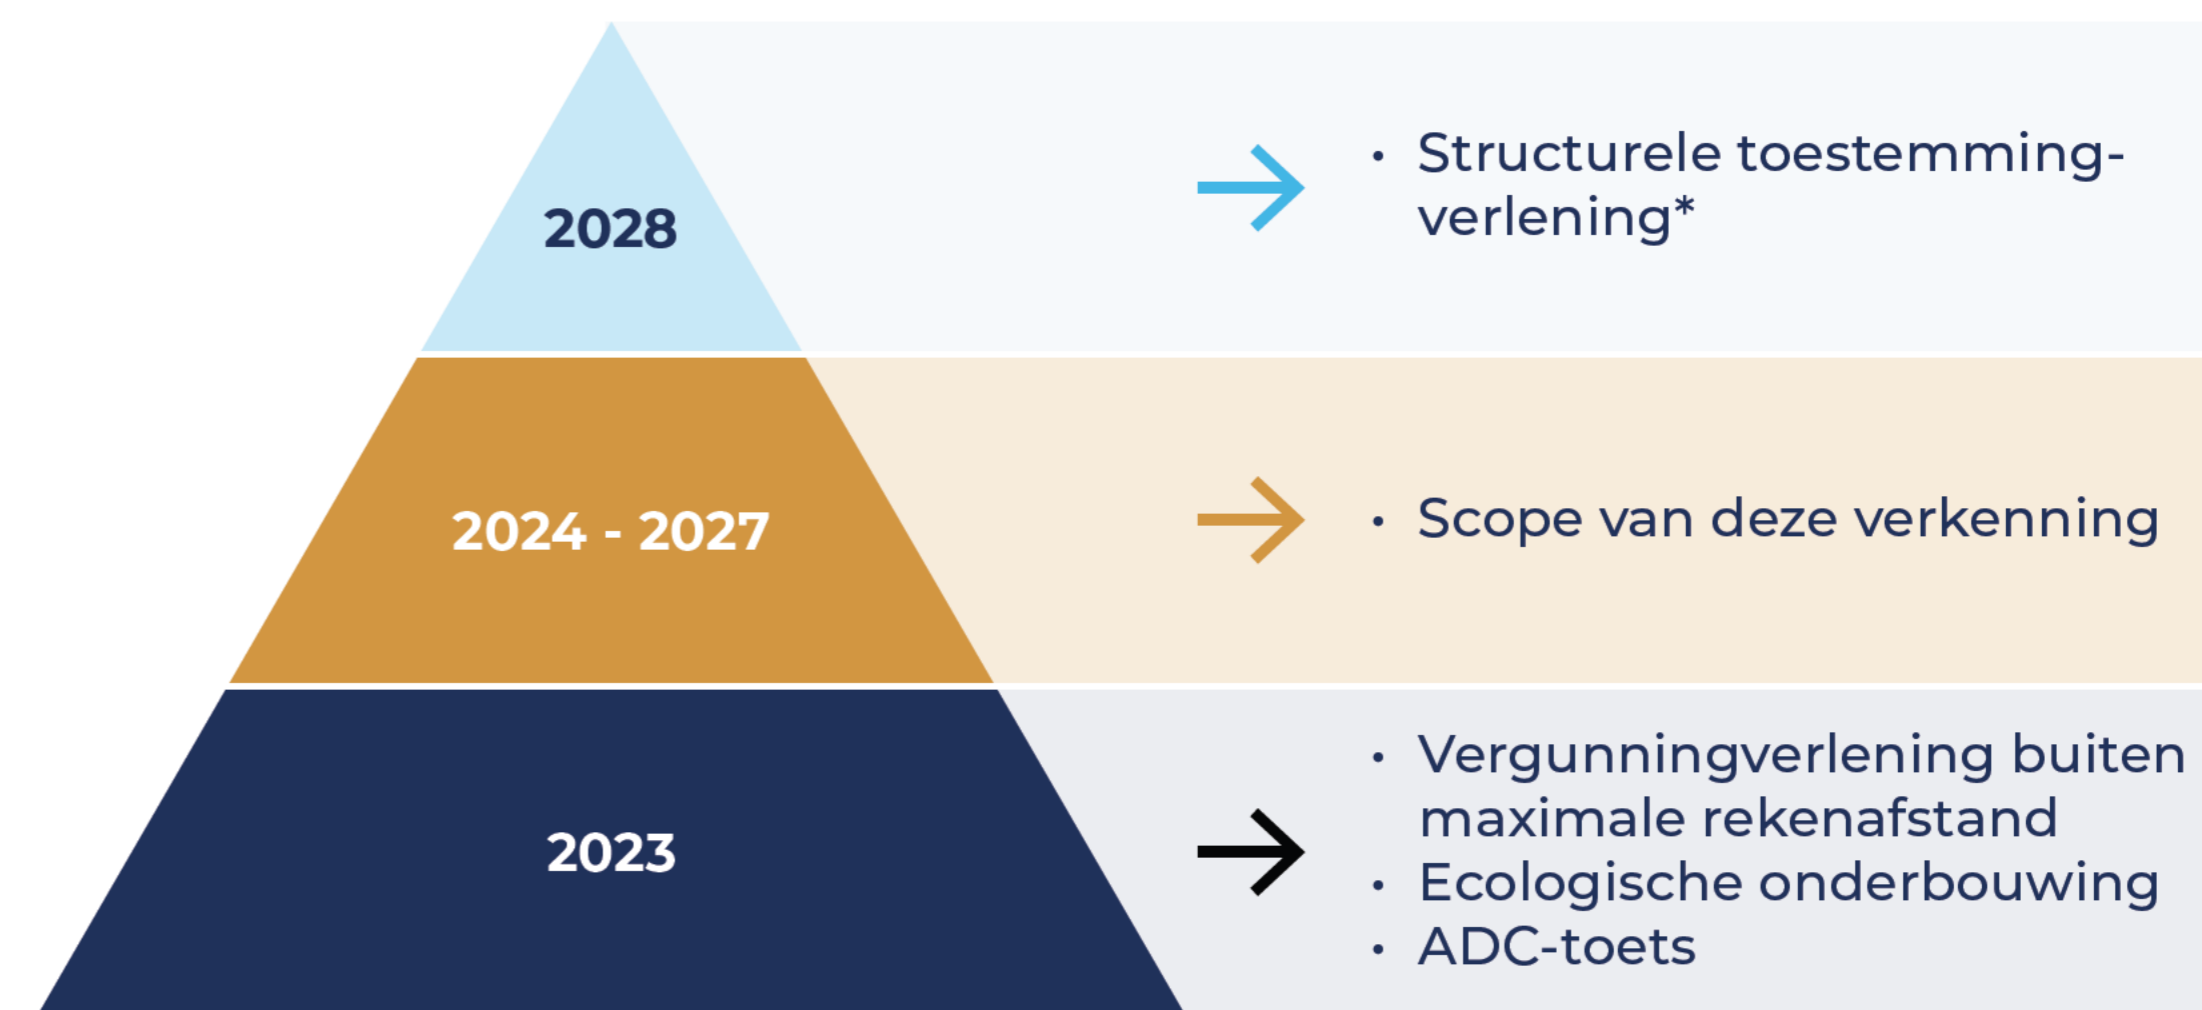 2028
• Structurele toestemming-
verlening*
2024 - 2027
• Scope van deze verkenning
2023
• Vergunningverlening buiten
maximale rekenafstand
• Ecologische onderbouwing
• ADC-toets